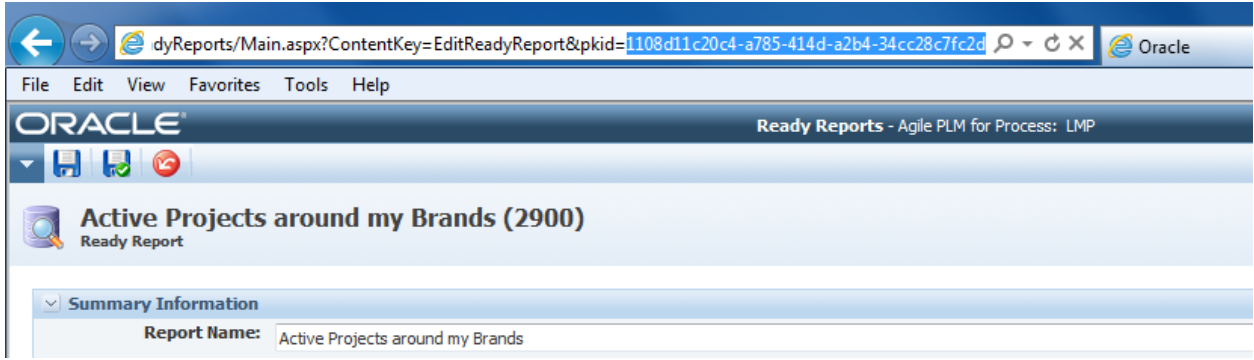 dyReports/Main.aspx?ContentKey=EditReadyReport&pkid=1108d11c20c4-a785-414d-a2b4-34cc28c7fc2d Oracle
File Edit View Favorites Tools Help
ORACLE® Ready Reports - Agile PLM for Process: LMP
Active Projects around my Brands (2900)
Ready Report
Summary Information
Report Name: Active Projects around my Brands